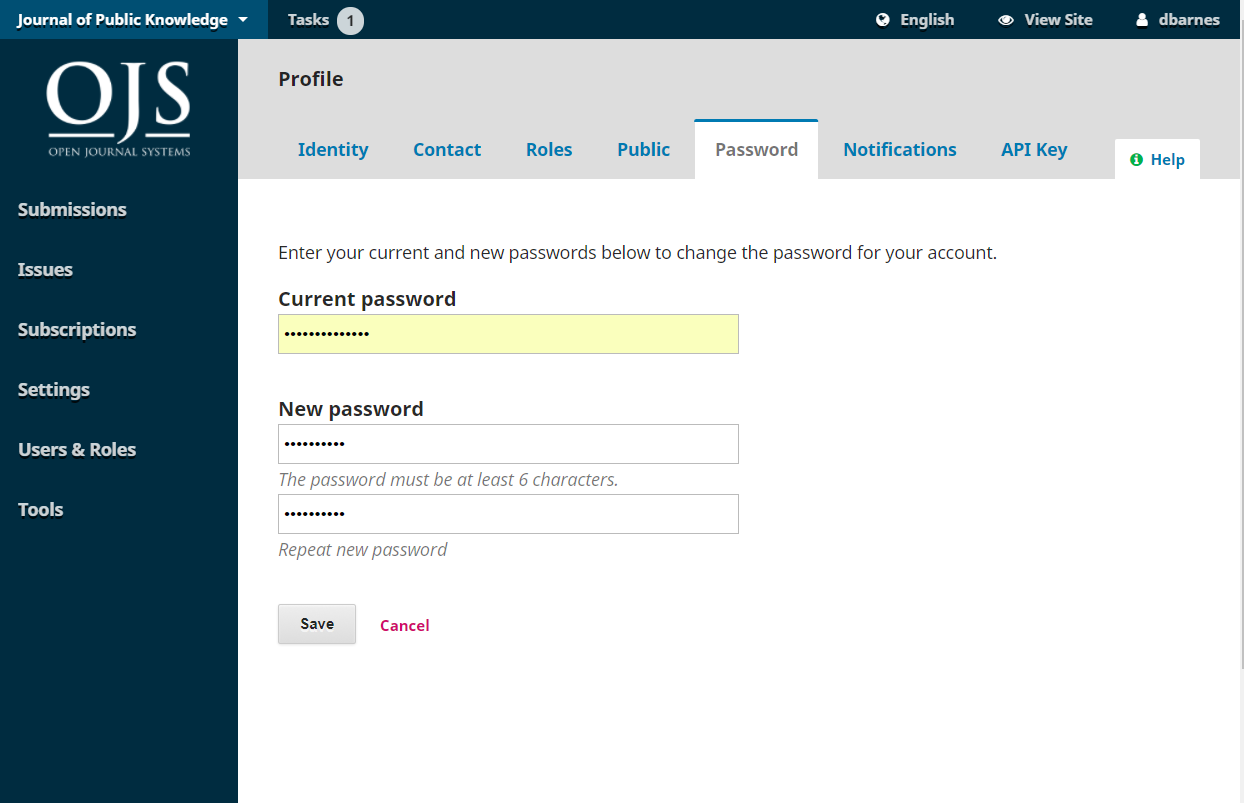 Journal of Public Knowledge Tasks 1 English View Site dbarnes
OJS
OPEN JOURNAL SYSTEMS
Submissions
Issues
Subscriptions
Settings
Users & Roles
Tools
Profile
Identity Contact Roles Public Password Notifications API Key Help
Enter your current and new passwords below to change the password for your account.
Current password
••••••••••••••
New password
••••••••••
The password must be at least 6 characters.
••••••••••
Repeat new password
Save Cancel